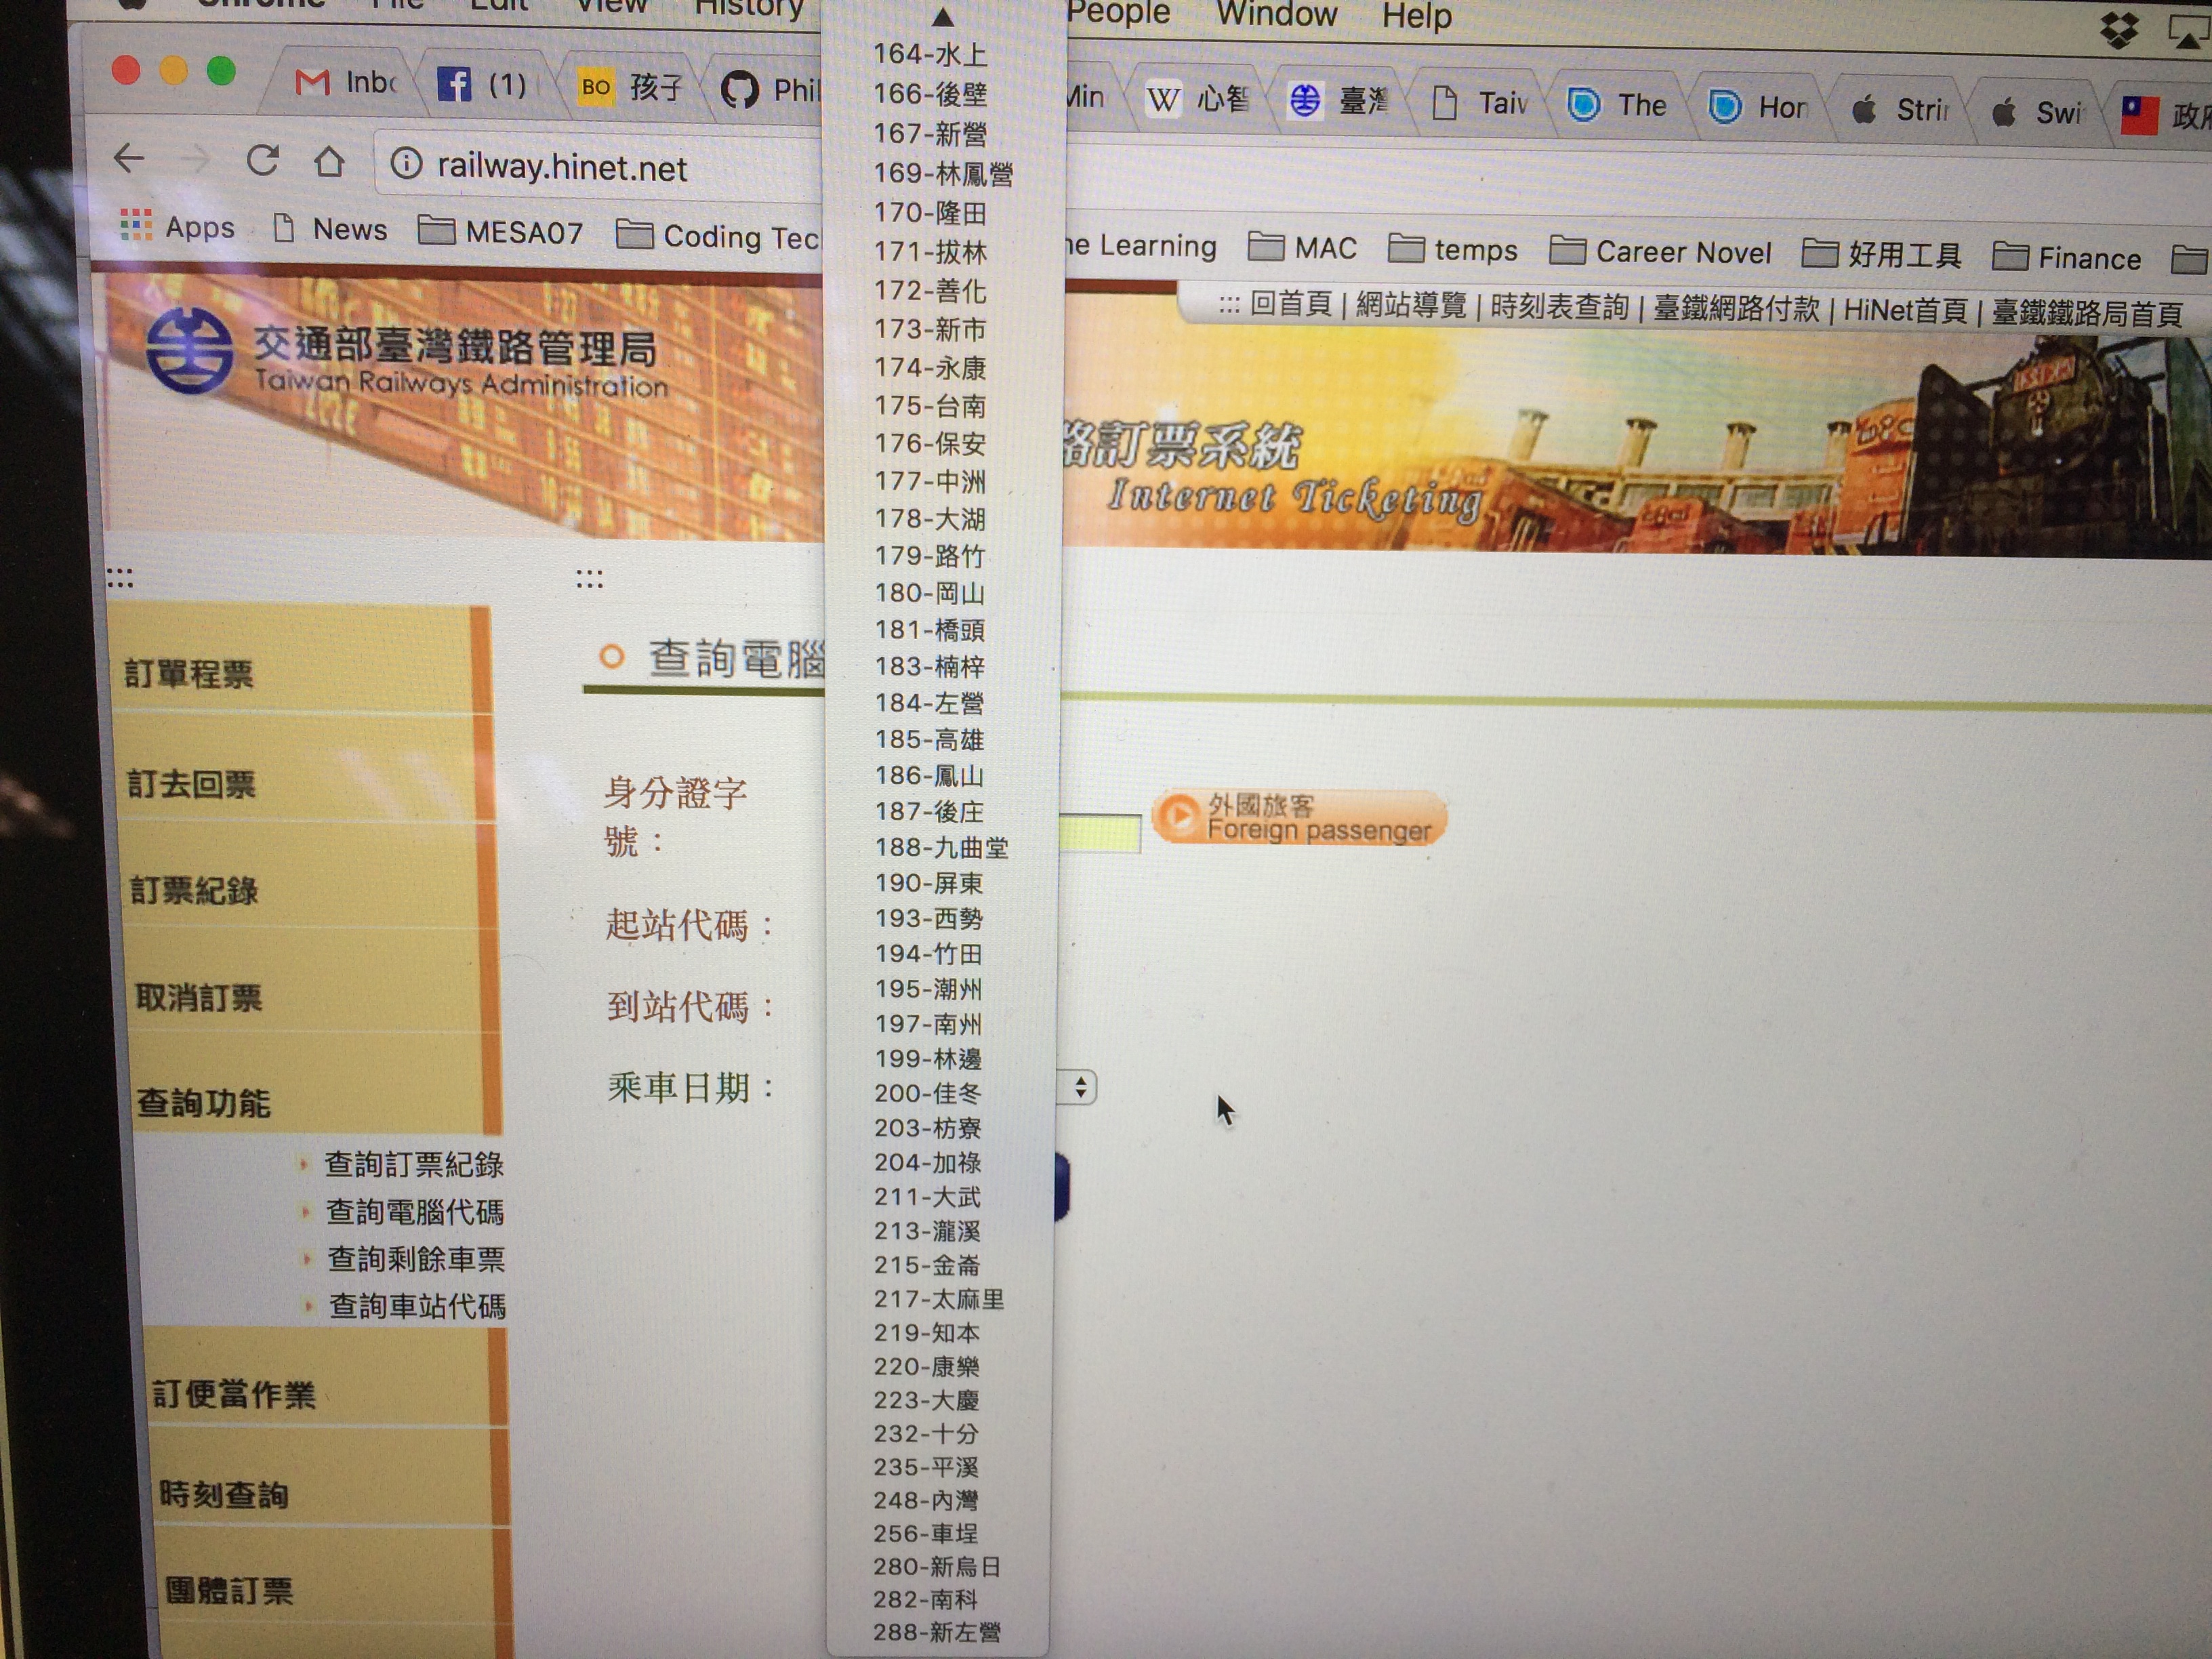 Chrome File Edit View History People Window Help
Inbo (1) 孩子 Phil Min 心智 臺灣 Taiw The Hor Stri Swi 政府
railway.hinet.net
Apps News MESA07 Coding Tec ne Learning MAC temps Career Novel 好用工具 Finance
::: 回首頁 | 網站導覽 | 時刻表查詢 | 臺鐵網路付款 | HiNet首頁 | 臺鐵鐵路局首頁
交通部臺灣鐵路管理局
Taiwan Railways Administration
路訂票系統
Internet Ticketing
:::
:::
訂單程票
訂去回票
訂票紀錄
取消訂票
查詢功能
查詢訂票紀錄
查詢電腦代碼
查詢剩餘車票
查詢車站代碼
訂便當作業
時刻查詢
團體訂票
查詢電腦
身分證字
號：
外國旅客
Foreign passenger
起站代碼：
到站代碼：
乘車日期：
164-水上
166-後壁
167-新營
169-林鳳營
170-隆田
171-拔林
172-善化
173-新市
174-永康
175-台南
176-保安
177-中洲
178-大湖
179-路竹
180-岡山
181-橋頭
183-楠梓
184-左營
185-高雄
186-鳳山
187-後庄
188-九曲堂
190-屏東
193-西勢
194-竹田
195-潮州
197-南州
199-林邊
200-佳冬
203-枋寮
204-加祿
211-大武
213-瀧溪
215-金崙
217-太麻里
219-知本
220-康樂
223-大慶
232-十分
235-平溪
248-內灣
256-車埕
280-新烏日
282-南科
288-新左營